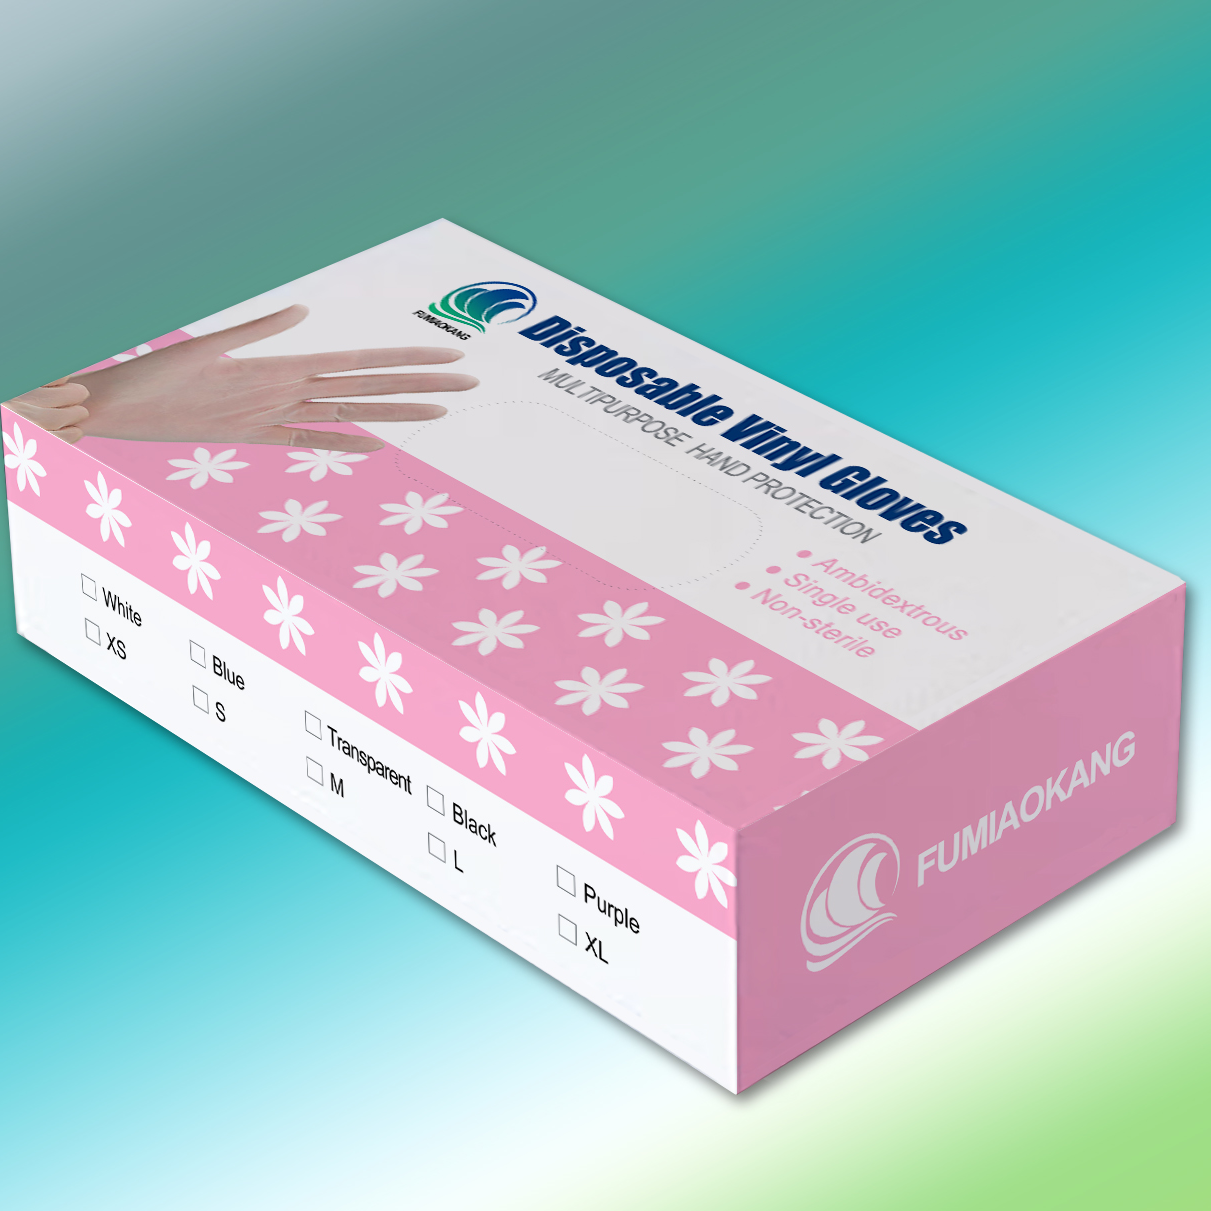 FUMIAOKANG
Disposable Vinyl Gloves
MULTIPURPOSE HAND PROTECTION
• Ambidextrous
• Single use
• Non-sterile
White
Blue
Transparent
Black
Purple
XS
S
M
L
XL
FUMIAOKANG